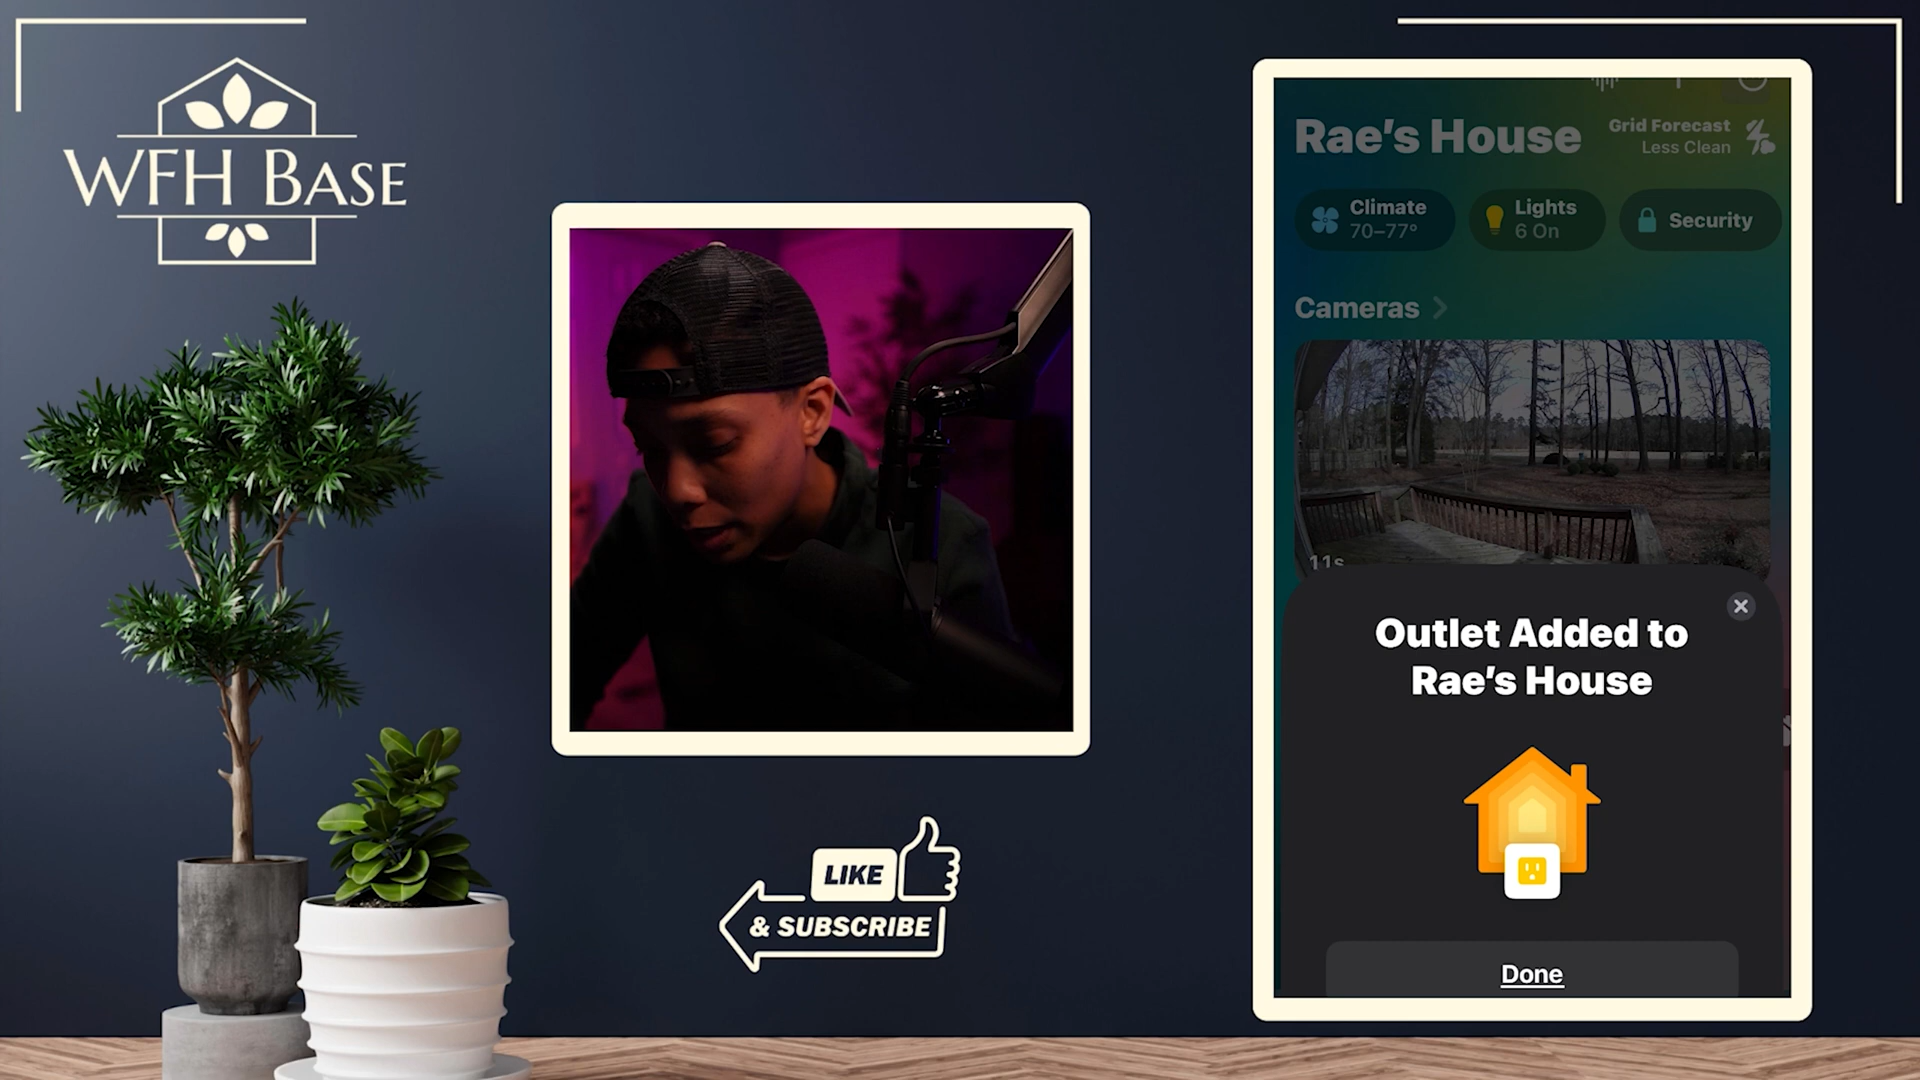 WFH BASE
LIKE
& SUBSCRIBE
Rae's House
Grid Forecast
Less Clean
Climate
70–77°
Lights
6 On
Security
Cameras
11s
Outlet Added to
Rae's House
Done